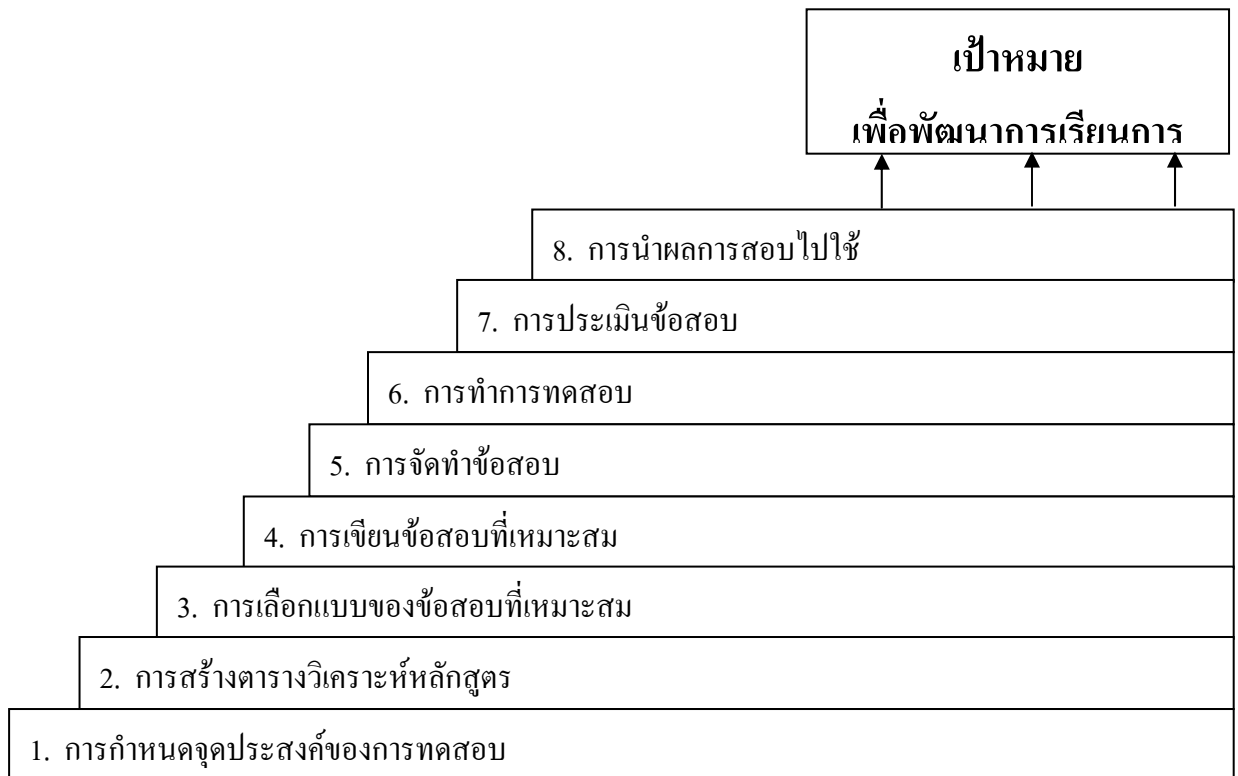 เป้าหมาย
เพื่อพัฒนาการเรียนการ
8. การนำผลการสอบไปใช้
7. การประเมินข้อสอบ
6. การทำการทดสอบ
5. การจัดทำข้อสอบ
4. การเขียนข้อสอบที่เหมาะสม
3. การเลือกแบบของข้อสอบที่เหมาะสม
2. การสร้างตารางวิเคราะห์หลักสูตร
1. การกำหนดจุดประสงค์ของการทดสอบ